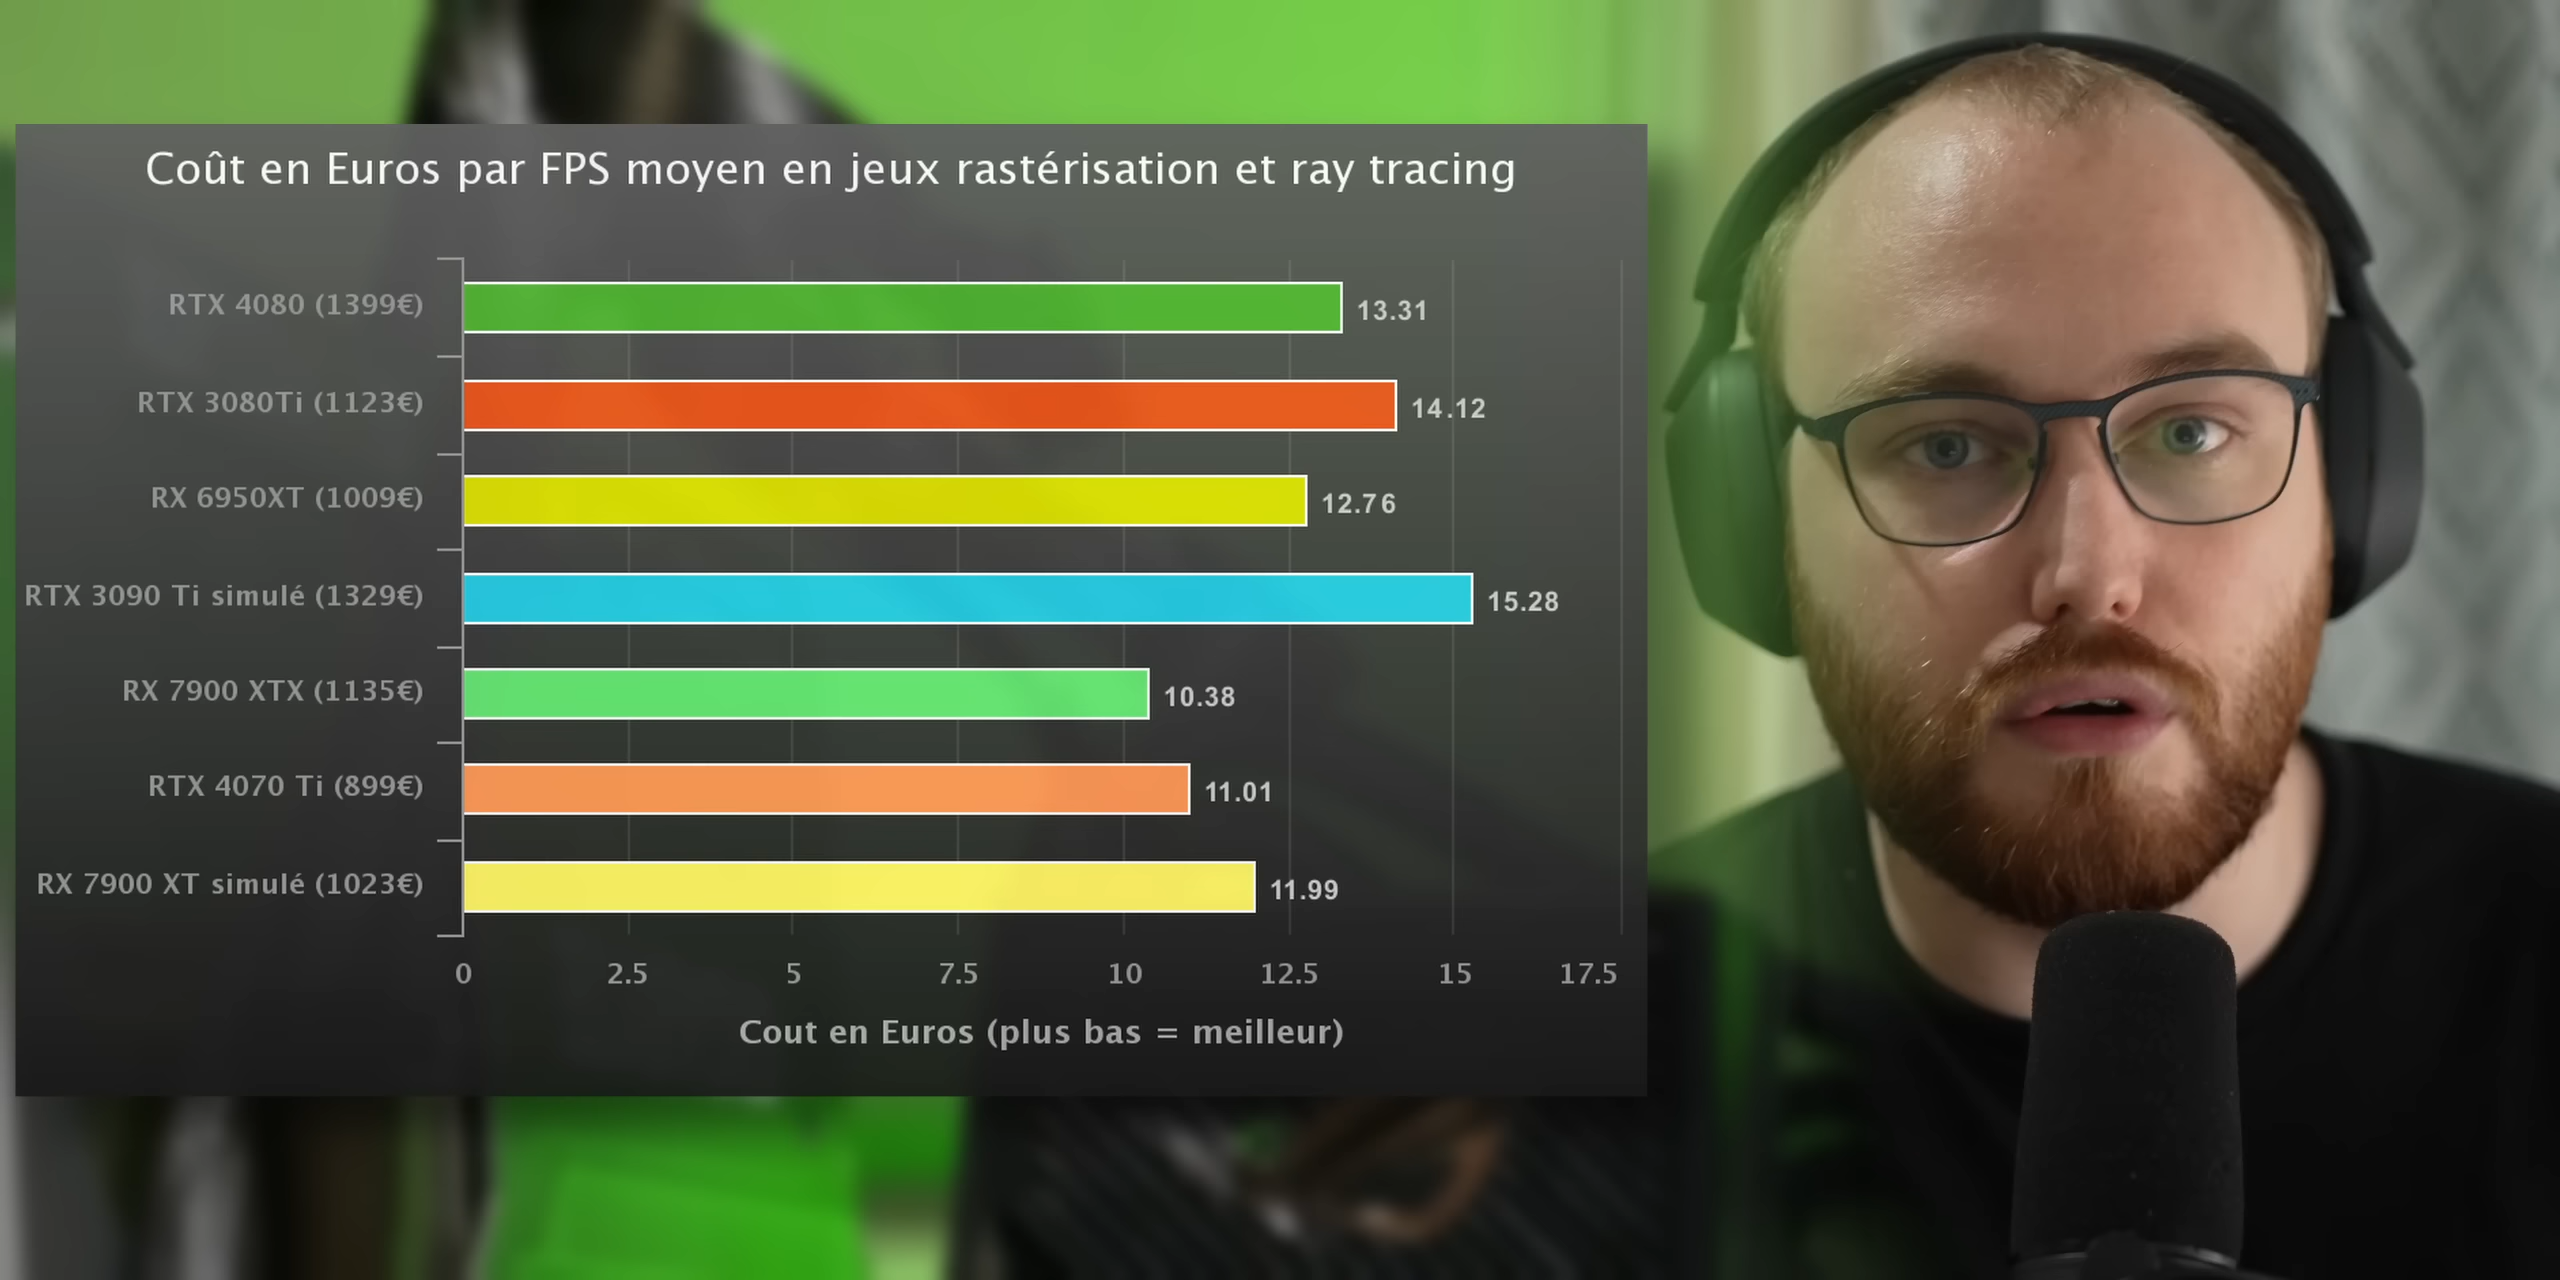 Coût en Euros par FPS moyen en jeux rastérisation et ray tracing
RTX 4080 (1399€) 13.31
RTX 3080Ti (1123€) 14.12
RX 6950XT (1009€) 12.76
RTX 3090 Ti simulé (1329€) 15.28
RX 7900 XTX (1135€) 10.38
RTX 4070 Ti (899€) 11.01
RX 7900 XT simulé (1023€) 11.99
0 2.5 5 7.5 10 12.5 15 17.5
Cout en Euros (plus bas = meilleur)